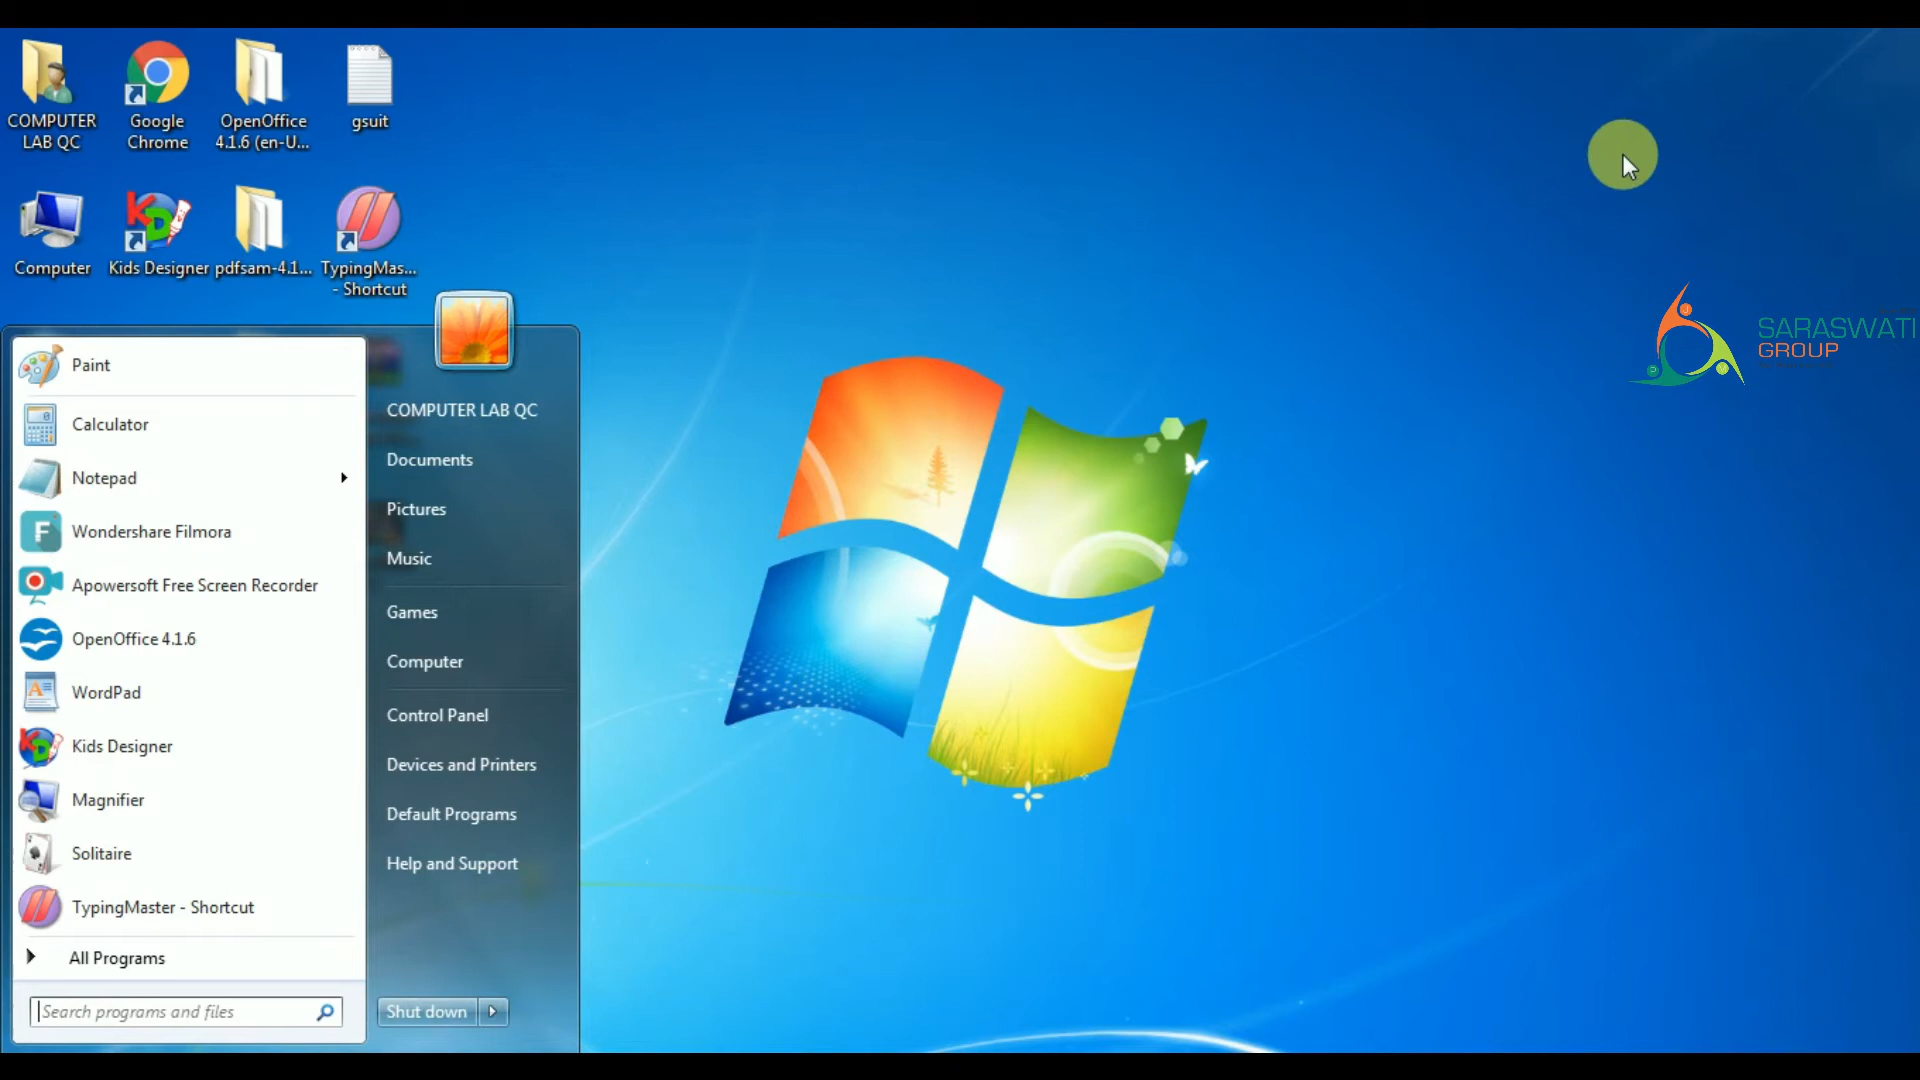 COMPUTER
LAB QC
Google
Chrome
OpenOffice
4.1.6 (en-U...
gsuit
Computer
Kids Designer
pdfsam-4.1...
TypingMas...
- Shortcut
SARASWATI
GROUP
Paint
Calculator
Notepad
Wondershare Filmora
Apowersoft Free Screen Recorder
OpenOffice 4.1.6
WordPad
Kids Designer
Magnifier
Solitaire
TypingMaster - Shortcut
All Programs
Search programs and files
COMPUTER LAB QC
Documents
Pictures
Music
Games
Computer
Control Panel
Devices and Printers
Default Programs
Help and Support
Shut down